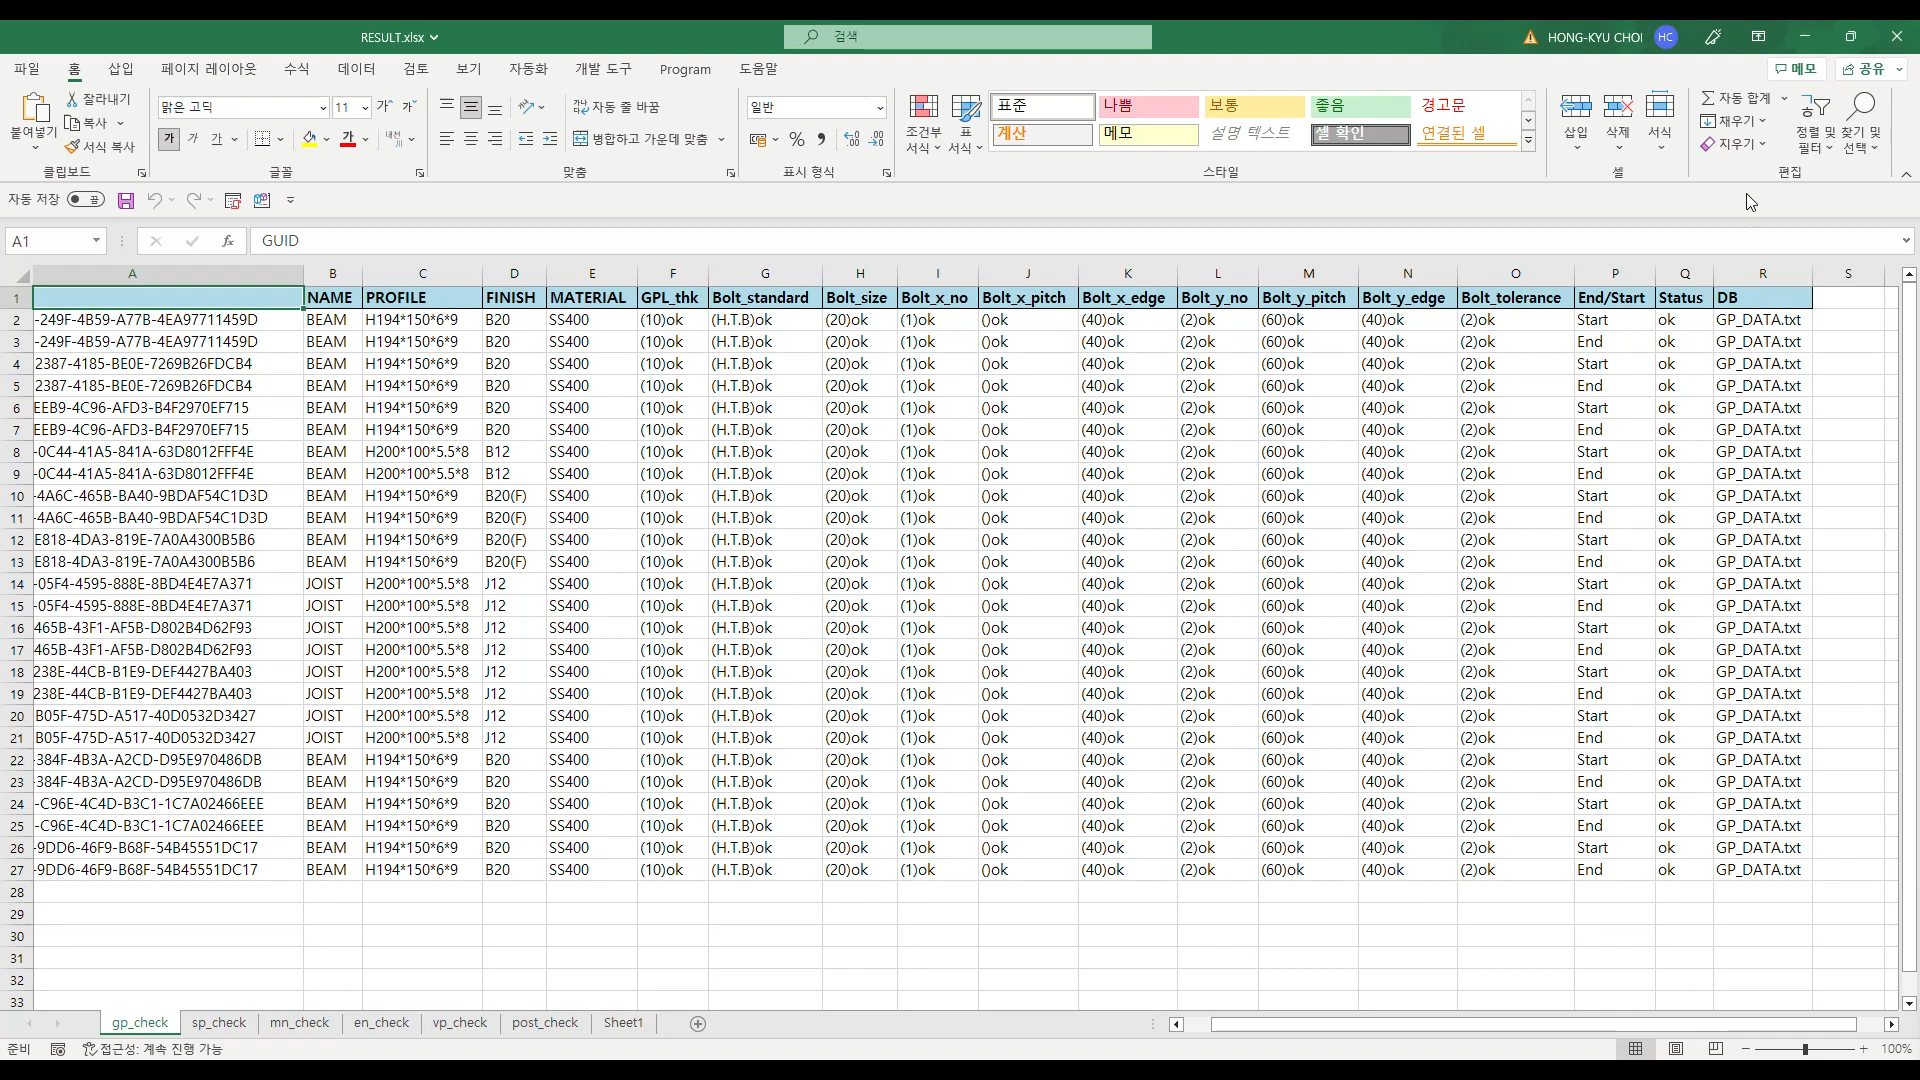 RESULT.xlsx
검색
HONG-KYU CHOI HC
파일 홈 삽입 페이지 레이아웃 수식 데이터 검토 보기 자동화 개발 도구 Program 도움말 메모 공유
붙여넣기 잘라내기 복사 서식 복사 클립보드
맑은 고딕 11 가 가 가 가 가 글꼴
자동 줄 바꿈 병합하고 가운데 맞춤 맞춤
일반 % 표시 형식
조건부 서식 표 서식 표준 나쁨 보통 좋음 경고문
계산 메모 설명 텍스트 셀 확인 연결된 셀 스타일
삽입 삭제 서식 셀
자동 합계 채우기 지우기 정렬 및 필터 찾기 및 선택 편집
자동 저장 끔
A1 fx GUID
A B C D E F G H I J K L M N O P Q R S
1 NAME PROFILE FINISH MATERIAL GPL_thk Bolt_standard Bolt_size Bolt_x_no Bolt_x_pitch Bolt_x_edge Bolt_y_no Bolt_y_pitch Bolt_y_edge Bolt_tolerance End/Start Status DB
2 -249F-4B59-A77B-4EA97711459D BEAM H194*150*6*9 B20 SS400 (10)ok (H.T.B)ok (20)ok (1)ok ()ok (40)ok (2)ok (60)ok (40)ok (2)ok Start ok GP_DATA.txt
3 -249F-4B59-A77B-4EA97711459D BEAM H194*150*6*9 B20 SS400 (10)ok (H.T.B)ok (20)ok (1)ok ()ok (40)ok (2)ok (60)ok (40)ok (2)ok End ok GP_DATA.txt
4 2387-4185-BE0E-7269B26FDCB4 BEAM H194*150*6*9 B20 SS400 (10)ok (H.T.B)ok (20)ok (1)ok ()ok (40)ok (2)ok (60)ok (40)ok (2)ok Start ok GP_DATA.txt
5 2387-4185-BE0E-7269B26FDCB4 BEAM H194*150*6*9 B20 SS400 (10)ok (H.T.B)ok (20)ok (1)ok ()ok (40)ok (2)ok (60)ok (40)ok (2)ok End ok GP_DATA.txt
6 EEB9-4C96-AFD3-B4F2970EF715 BEAM H194*150*6*9 B20 SS400 (10)ok (H.T.B)ok (20)ok (1)ok ()ok (40)ok (2)ok (60)ok (40)ok (2)ok Start ok GP_DATA.txt
7 EEB9-4C96-AFD3-B4F2970EF715 BEAM H194*150*6*9 B20 SS400 (10)ok (H.T.B)ok (20)ok (1)ok ()ok (40)ok (2)ok (60)ok (40)ok (2)ok End ok GP_DATA.txt
8 -0C44-41A5-841A-63D8012FFF4E BEAM H200*100*5.5*8 B12 SS400 (10)ok (H.T.B)ok (20)ok (1)ok ()ok (40)ok (2)ok (60)ok (40)ok (2)ok Start ok GP_DATA.txt
9 -0C44-41A5-841A-63D8012FFF4E BEAM H200*100*5.5*8 B12 SS400 (10)ok (H.T.B)ok (20)ok (1)ok ()ok (40)ok (2)ok (60)ok (40)ok (2)ok End ok GP_DATA.txt
10 -4A6C-465B-BA40-9BDAF54C1D3D BEAM H194*150*6*9 B20(F) SS400 (10)ok (H.T.B)ok (20)ok (1)ok ()ok (40)ok (2)ok (60)ok (40)ok (2)ok Start ok GP_DATA.txt
11 -4A6C-465B-BA40-9BDAF54C1D3D BEAM H194*150*6*9 B20(F) SS400 (10)ok (H.T.B)ok (20)ok (1)ok ()ok (40)ok (2)ok (60)ok (40)ok (2)ok End ok GP_DATA.txt
12 E818-4DA3-819E-7A0A4300B5B6 BEAM H194*150*6*9 B20(F) SS400 (10)ok (H.T.B)ok (20)ok (1)ok ()ok (40)ok (2)ok (60)ok (40)ok (2)ok Start ok GP_DATA.txt
13 E818-4DA3-819E-7A0A4300B5B6 BEAM H194*150*6*9 B20(F) SS400 (10)ok (H.T.B)ok (20)ok (1)ok ()ok (40)ok (2)ok (60)ok (40)ok (2)ok End ok GP_DATA.txt
14 -05F4-4595-888E-8BD4E4E7A371 JOIST H200*100*5.5*8 J12 SS400 (10)ok (H.T.B)ok (20)ok (1)ok ()ok (40)ok (2)ok (60)ok (40)ok (2)ok Start ok GP_DATA.txt
15 -05F4-4595-888E-8BD4E4E7A371 JOIST H200*100*5.5*8 J12 SS400 (10)ok (H.T.B)ok (20)ok (1)ok ()ok (40)ok (2)ok (60)ok (40)ok (2)ok End ok GP_DATA.txt
16 465B-43F1-AF5B-D802B4D62F93 JOIST H200*100*5.5*8 J12 SS400 (10)ok (H.T.B)ok (20)ok (1)ok ()ok (40)ok (2)ok (60)ok (40)ok (2)ok Start ok GP_DATA.txt
17 465B-43F1-AF5B-D802B4D62F93 JOIST H200*100*5.5*8 J12 SS400 (10)ok (H.T.B)ok (20)ok (1)ok ()ok (40)ok (2)ok (60)ok (40)ok (2)ok End ok GP_DATA.txt
18 238E-44CB-B1E9-DEF4427BA403 JOIST H200*100*5.5*8 J12 SS400 (10)ok (H.T.B)ok (20)ok (1)ok ()ok (40)ok (2)ok (60)ok (40)ok (2)ok Start ok GP_DATA.txt
19 238E-44CB-B1E9-DEF4427BA403 JOIST H200*100*5.5*8 J12 SS400 (10)ok (H.T.B)ok (20)ok (1)ok ()ok (40)ok (2)ok (60)ok (40)ok (2)ok End ok GP_DATA.txt
20 B05F-475D-A517-40D0532D3427 JOIST H200*100*5.5*8 J12 SS400 (10)ok (H.T.B)ok (20)ok (1)ok ()ok (40)ok (2)ok (60)ok (40)ok (2)ok Start ok GP_DATA.txt
21 B05F-475D-A517-40D0532D3427 JOIST H200*100*5.5*8 J12 SS400 (10)ok (H.T.B)ok (20)ok (1)ok ()ok (40)ok (2)ok (60)ok (40)ok (2)ok End ok GP_DATA.txt
22 -384F-4B3A-A2CD-D95E970486DB BEAM H194*150*6*9 B20 SS400 (10)ok (H.T.B)ok (20)ok (1)ok ()ok (40)ok (2)ok (60)ok (40)ok (2)ok Start ok GP_DATA.txt
23 -384F-4B3A-A2CD-D95E970486DB BEAM H194*150*6*9 B20 SS400 (10)ok (H.T.B)ok (20)ok (1)ok ()ok (40)ok (2)ok (60)ok (40)ok (2)ok End ok GP_DATA.txt
24 -C96E-4C4D-B3C1-1C7A02466EEE BEAM H194*150*6*9 B20 SS400 (10)ok (H.T.B)ok (20)ok (1)ok ()ok (40)ok (2)ok (60)ok (40)ok (2)ok Start ok GP_DATA.txt
25 -C96E-4C4D-B3C1-1C7A02466EEE BEAM H194*150*6*9 B20 SS400 (10)ok (H.T.B)ok (20)ok (1)ok ()ok (40)ok (2)ok (60)ok (40)ok (2)ok End ok GP_DATA.txt
26 -9DD6-46F9-B68F-54B45551DC17 BEAM H194*150*6*9 B20 SS400 (10)ok (H.T.B)ok (20)ok (1)ok ()ok (40)ok (2)ok (60)ok (40)ok (2)ok Start ok GP_DATA.txt
27 -9DD6-46F9-B68F-54B45551DC17 BEAM H194*150*6*9 B20 SS400 (10)ok (H.T.B)ok (20)ok (1)ok ()ok (40)ok (2)ok (60)ok (40)ok (2)ok End ok GP_DATA.txt
28
29
30
31
32
33
gp_check sp_check mn_check en_check vp_check post_check Sheet1
준비 접근성: 계속 진행 가능 100%